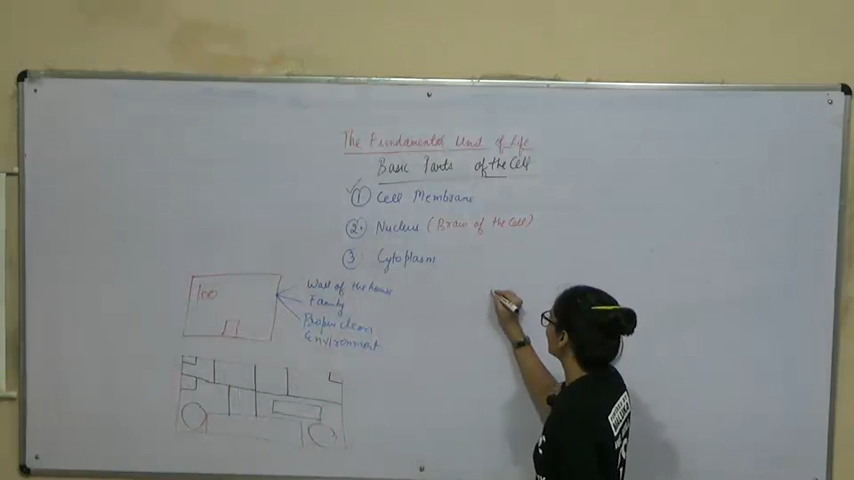 The Fundamental Unit of Life
Basic Parts of the Cell
1 Cell Membrane
2. Nucleus (Brain of the Cell)
3 Cytoplasm
100
Wall of the house
Family
Proper clean
Environment